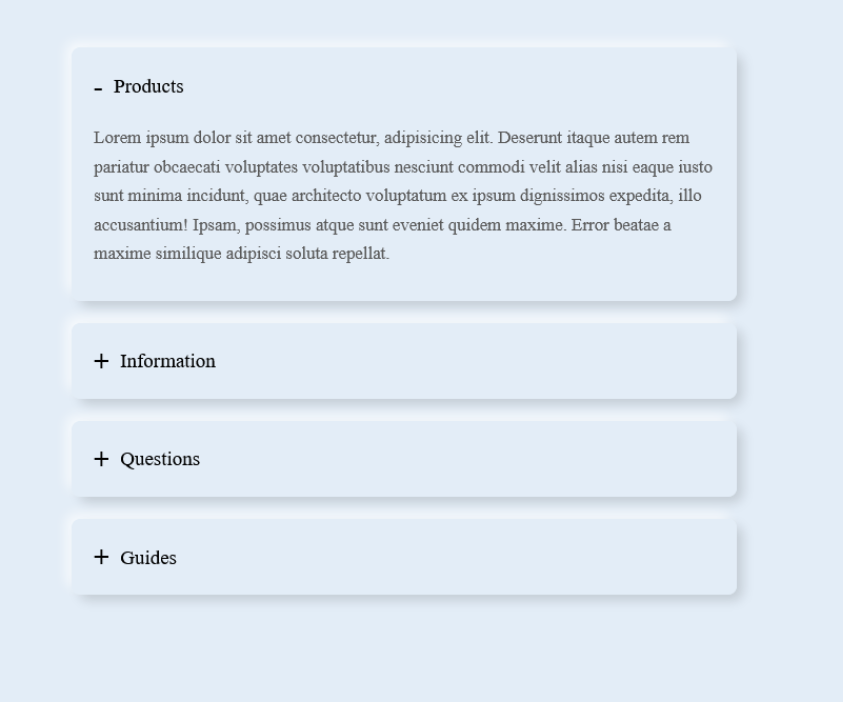 - Products
Lorem ipsum dolor sit amet consectetur, adipisicing elit. Deserunt itaque autem rem
pariatur obcaecati voluptates voluptatibus nesciunt commodi velit alias nisi eaque iusto
sunt minima incidunt, quae architecto voluptatum ex ipsum dignissimos expedita, illo
accusantium! Ipsam, possimus atque sunt eveniet quidem maxime. Error beatae a
maxime similique adipisci soluta repellat.
+ Information
+ Questions
+ Guides